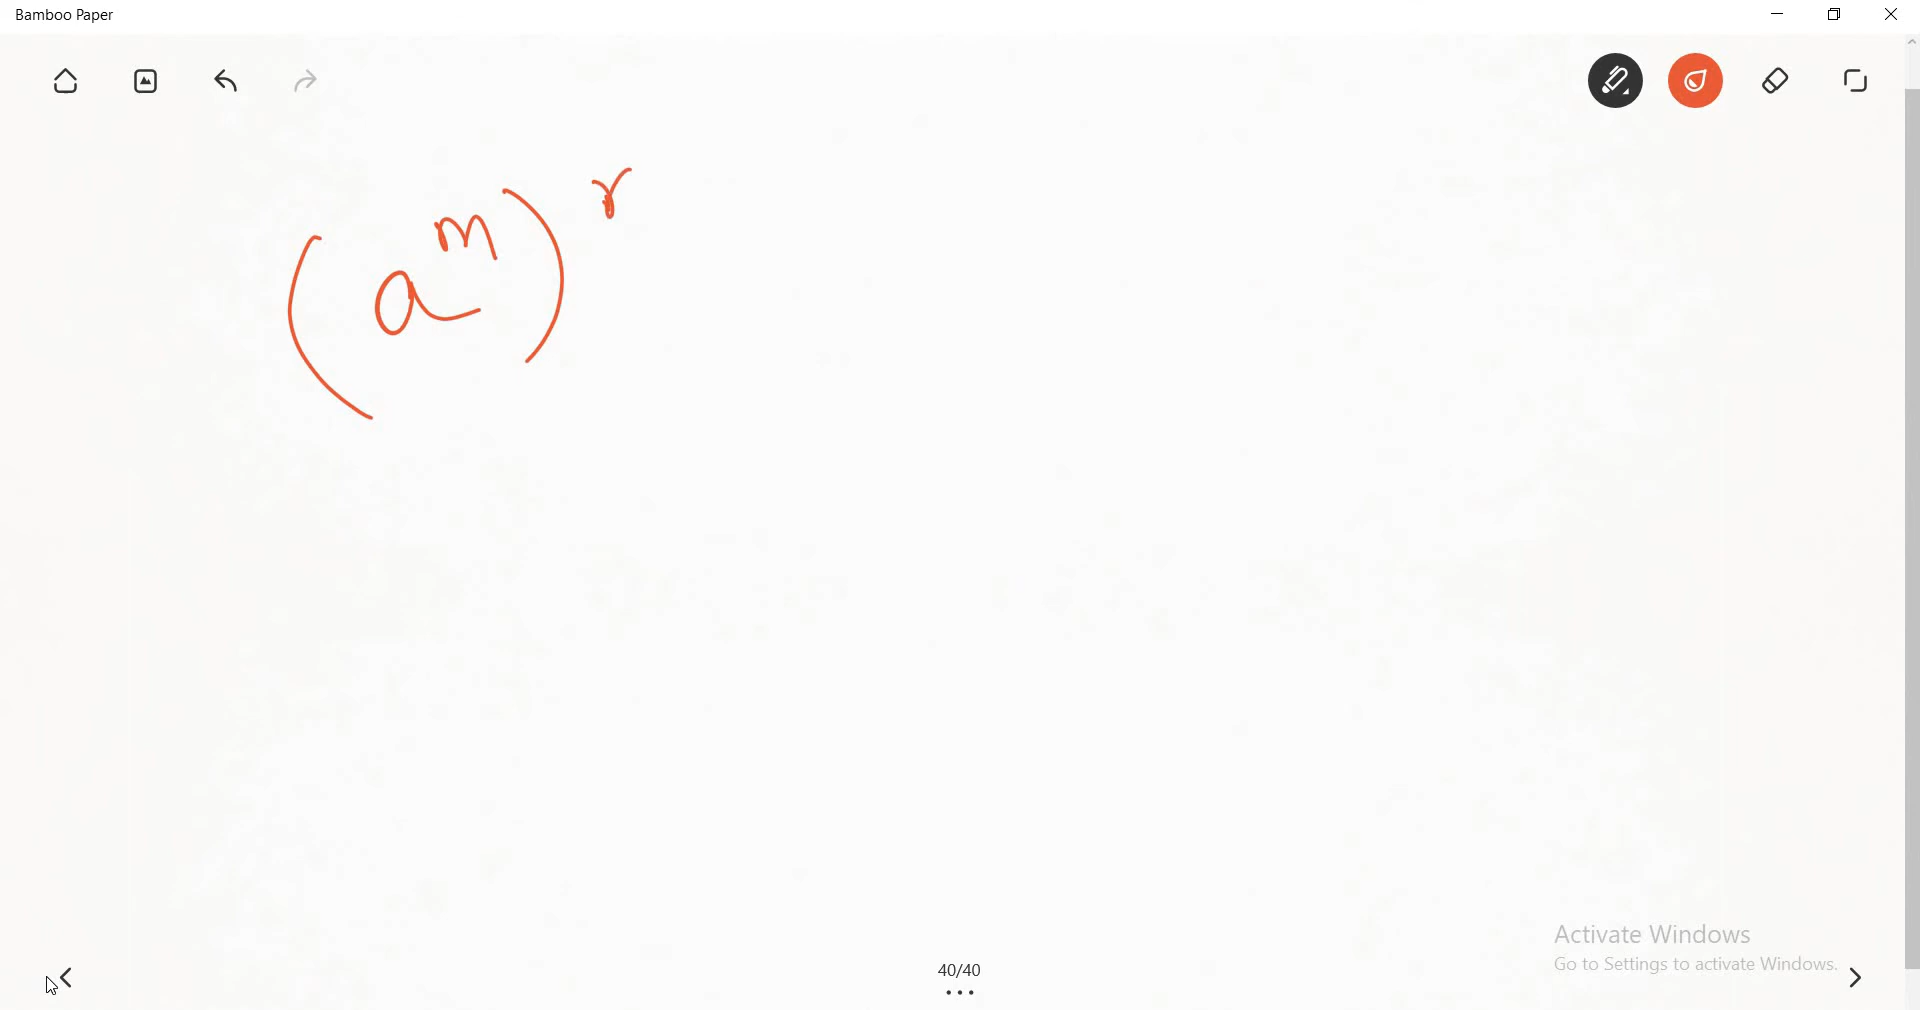 Bamboo Paper
(a^m)^r
Activate Windows
Go to Settings to activate Windows.
40/40